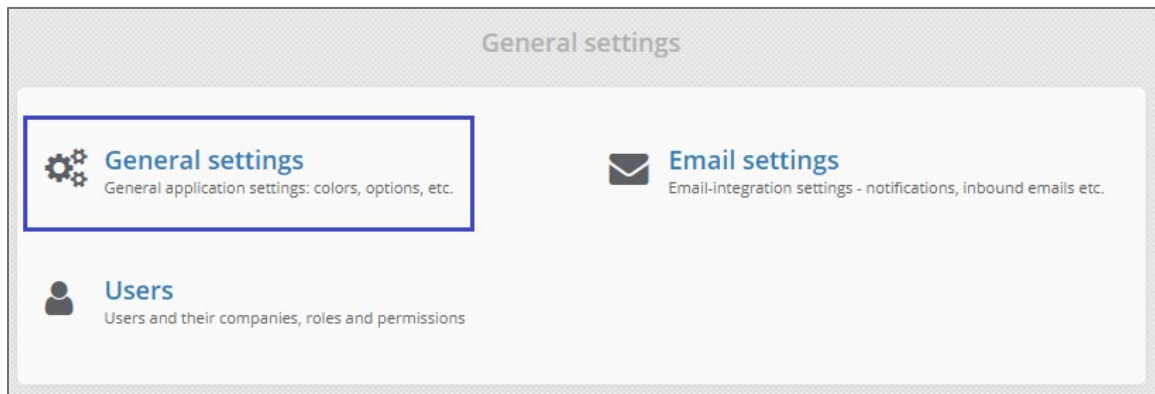 General settings
General settings
General application settings: colors, options, etc.
Email settings
Email-integration settings - notifications, inbound emails etc.
Users
Users and their companies, roles and permissions